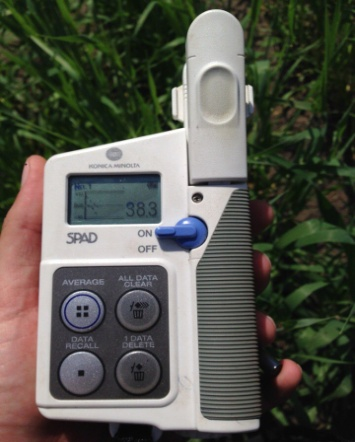 KONICA MINOLTA
38.3
SPAD
ON
OFF
AVERAGE
ALL DATA
CLEAR
DATA
RECALL
1 DATA
DELETE